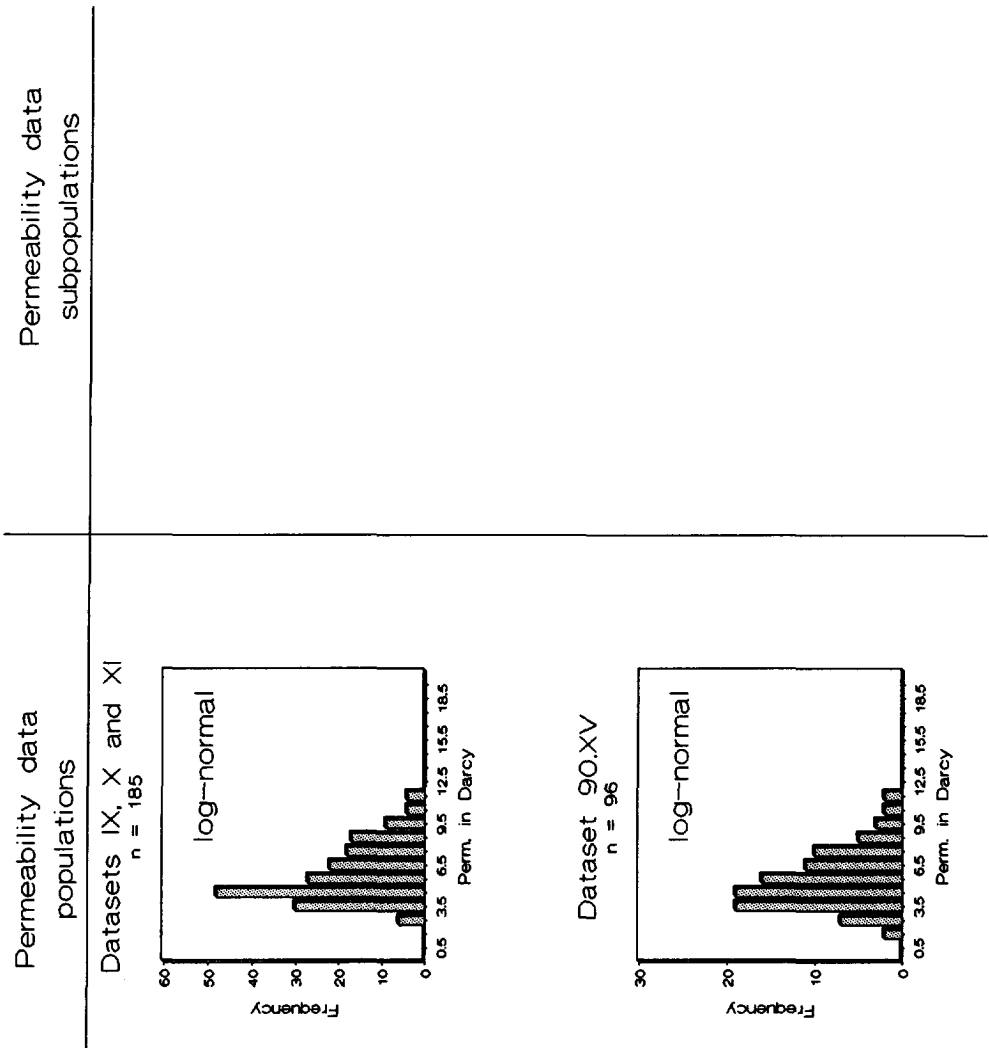 Permeability data
populations
Permeability data
subpopulations
Datasets IX, X and XI
n = 185
log-normal
60
50
40
30
20
10
0
Frequency
0.5 3.5 6.5 9.5 12.5 15.5 18.5
Perm. in Darcy
Dataset 90.XV
n = 96
log-normal
30
20
10
0
Frequency
0.5 3.5 6.5 9.5 12.5 15.5 18.5
Perm. in Darcy